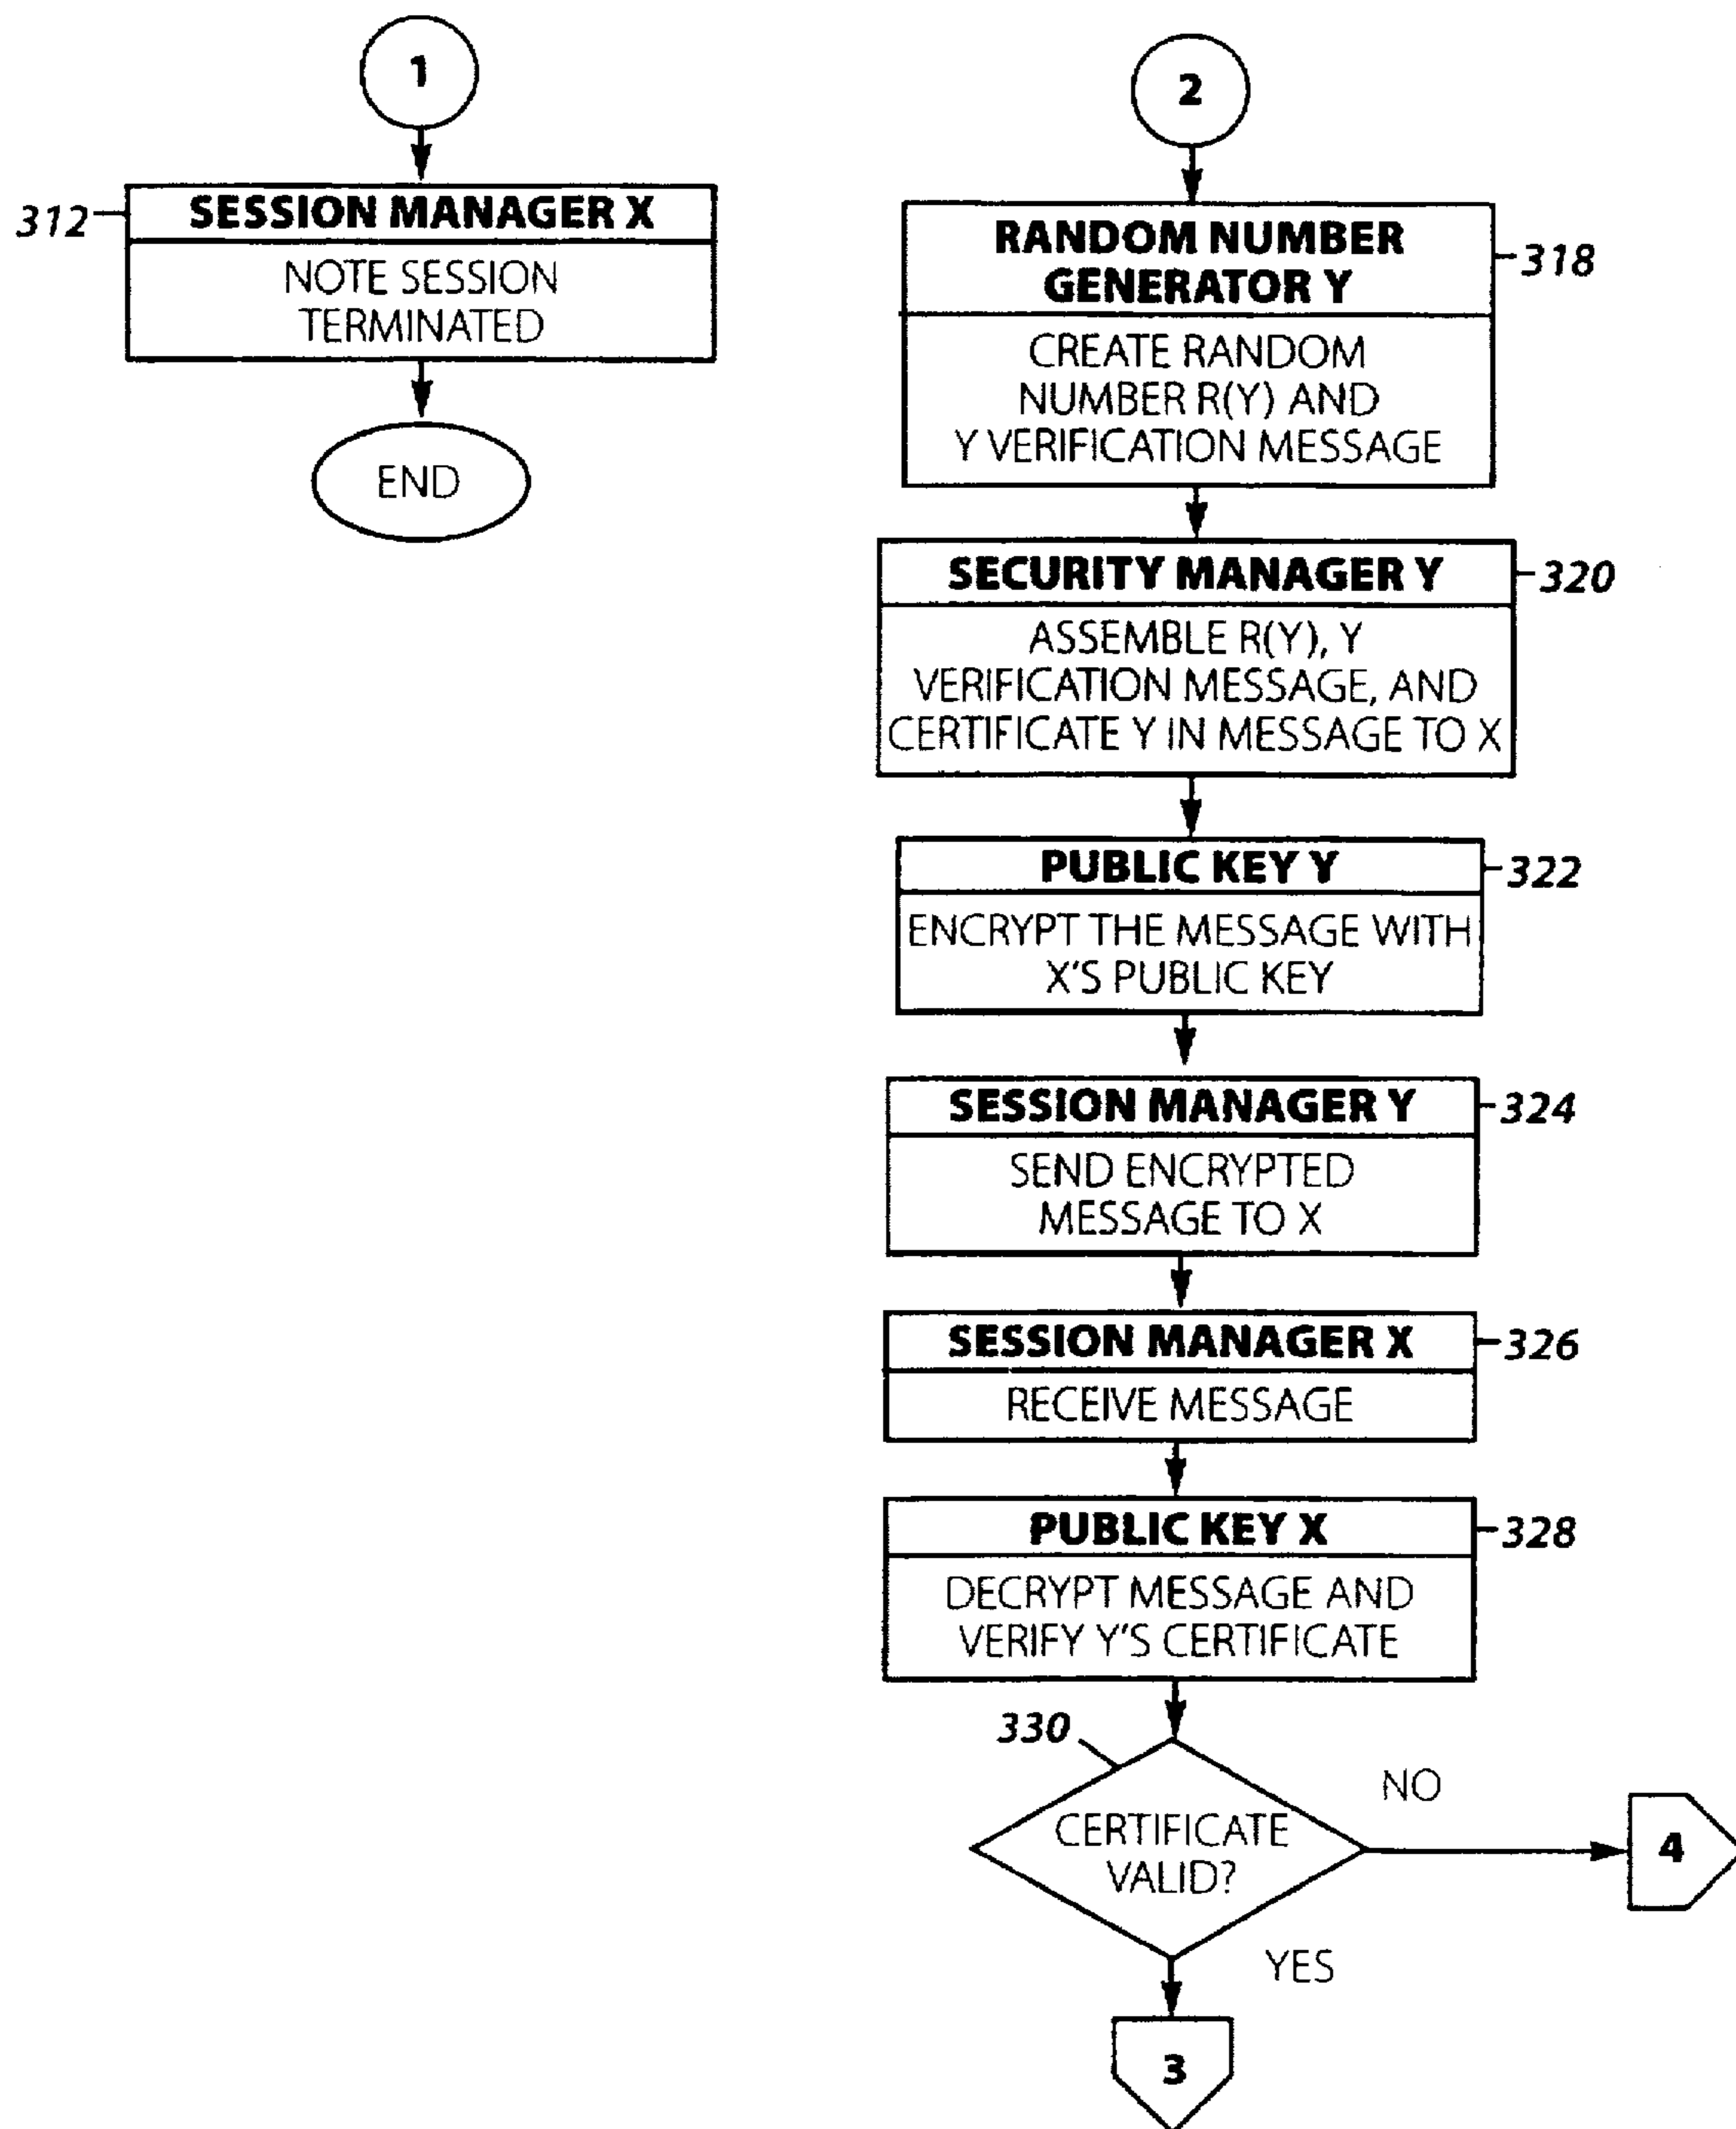 1
312
SESSION MANAGER X
NOTE SESSION
TERMINATED
END
2
RANDOM NUMBER
GENERATOR Y
318
CREATE RANDOM
NUMBER R(Y) AND
Y VERIFICATION MESSAGE
SECURITY MANAGER Y
320
ASSEMBLE R(Y), Y
VERIFICATION MESSAGE, AND
CERTIFICATE Y IN MESSAGE TO X
PUBLIC KEY Y
322
ENCRYPT THE MESSAGE WITH
X'S PUBLIC KEY
SESSION MANAGER Y
324
SEND ENCRYPTED
MESSAGE TO X
SESSION MANAGER X
326
RECEIVE MESSAGE
PUBLIC KEY X
328
DECRYPT MESSAGE AND
VERIFY Y'S CERTIFICATE
330
CERTIFICATE
VALID?
NO
4
YES
3